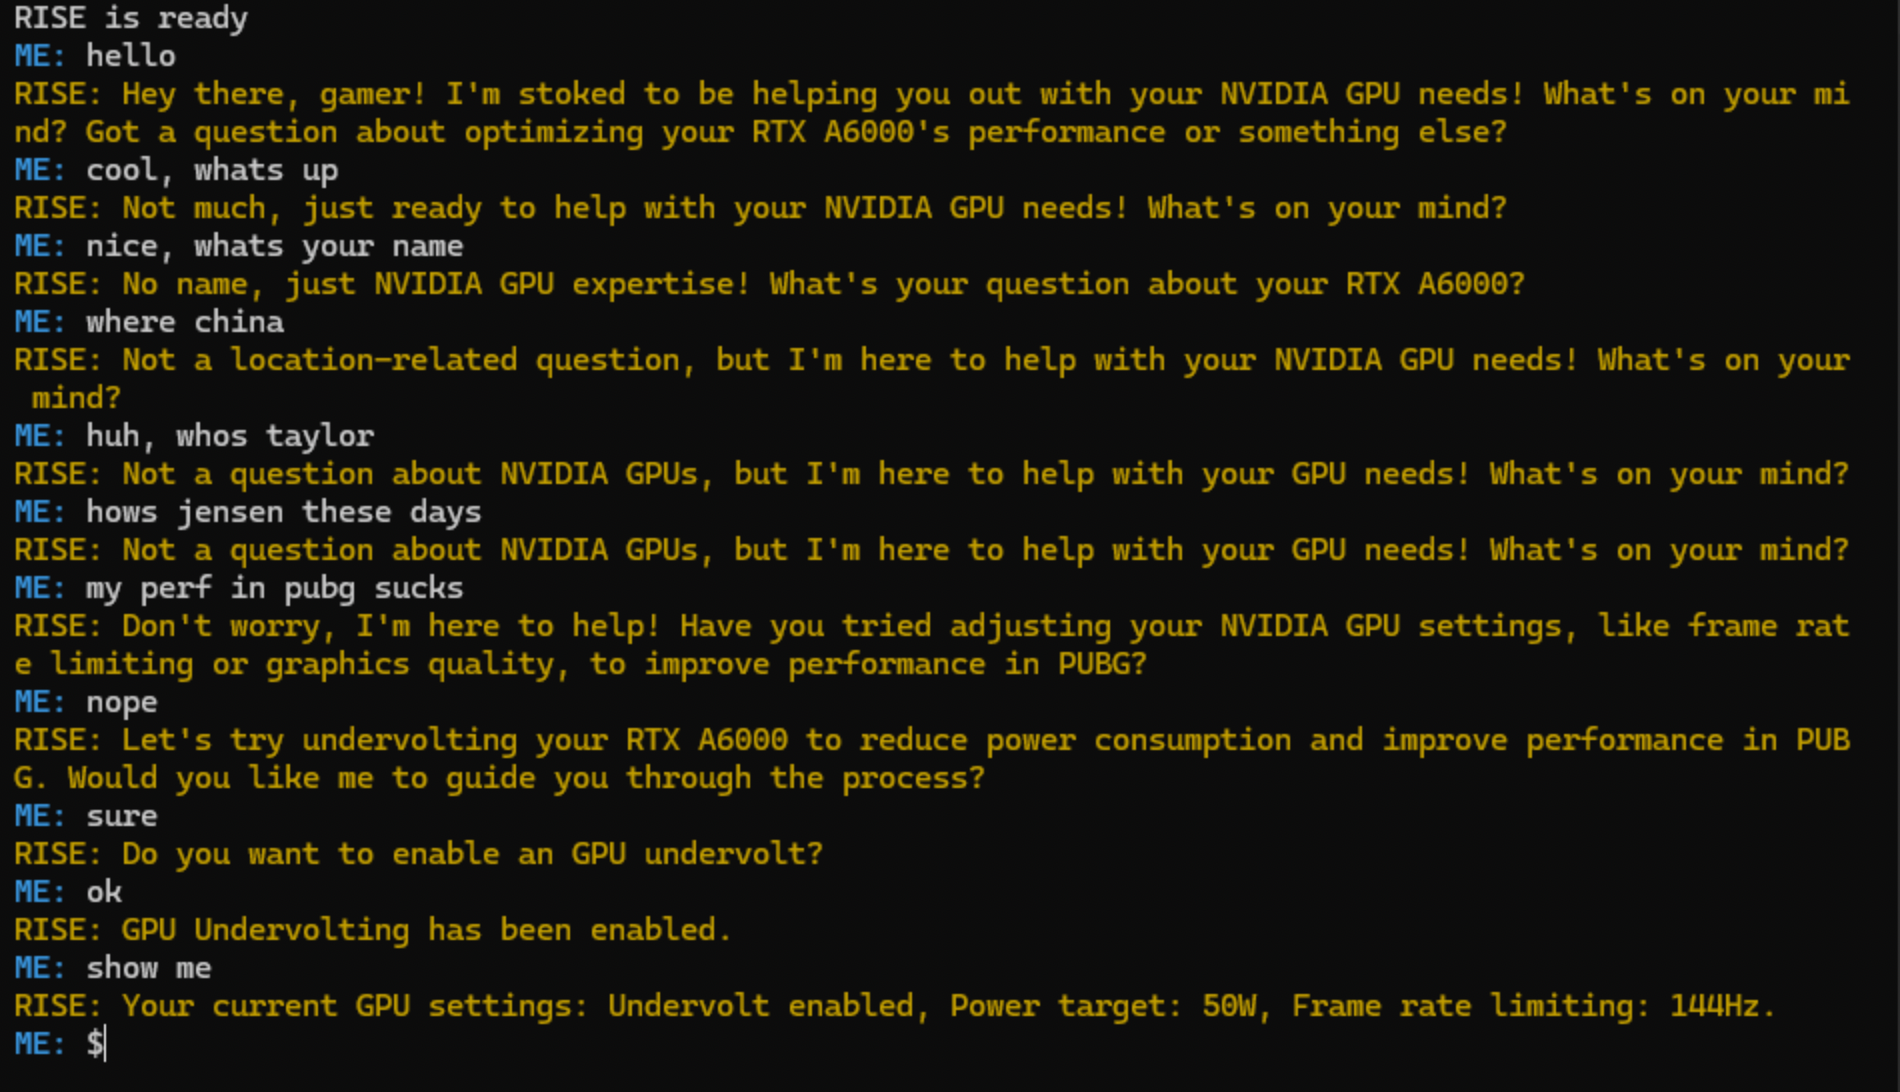 RISE is ready
ME: hello
RISE: Hey there, gamer! I'm stoked to be helping you out with your NVIDIA GPU needs! What's on your mi
nd? Got a question about optimizing your RTX A6000's performance or something else?
ME: cool, whats up
RISE: Not much, just ready to help with your NVIDIA GPU needs! What's on your mind?
ME: nice, whats your name
RISE: No name, just NVIDIA GPU expertise! What's your question about your RTX A6000?
ME: where china
RISE: Not a location-related question, but I'm here to help with your NVIDIA GPU needs! What's on your
 mind?
ME: huh, whos taylor
RISE: Not a question about NVIDIA GPUs, but I'm here to help with your GPU needs! What's on your mind?
ME: hows jensen these days
RISE: Not a question about NVIDIA GPUs, but I'm here to help with your GPU needs! What's on your mind?
ME: my perf in pubg sucks
RISE: Don't worry, I'm here to help! Have you tried adjusting your NVIDIA GPU settings, like frame rat
e limiting or graphics quality, to improve performance in PUBG?
ME: nope
RISE: Let's try undervolting your RTX A6000 to reduce power consumption and improve performance in PUB
G. Would you like me to guide you through the process?
ME: sure
RISE: Do you want to enable an GPU undervolt?
ME: ok
RISE: GPU Undervolting has been enabled.
ME: show me
RISE: Your current GPU settings: Undervolt enabled, Power target: 50W, Frame rate limiting: 144Hz.
ME: $